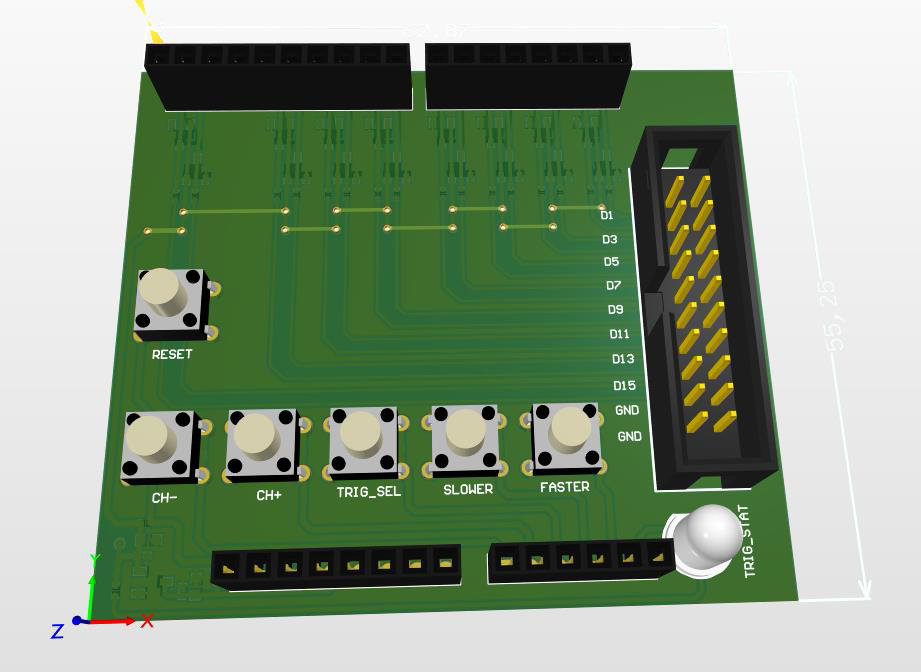 D1
D3
D5
D7
D9
D11
D13
D15
GND
GND
RESET
CH-
CH+
TRIG_SEL
SLOWER
FASTER
TRIG_STAT
55,25
Y
X
Z